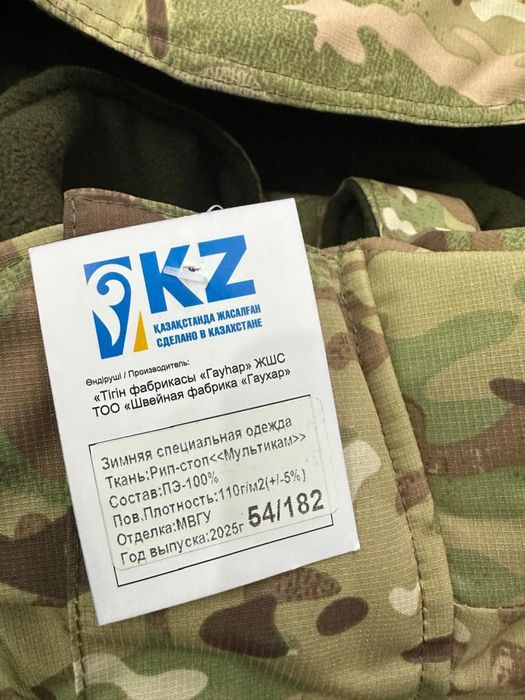 KZ
ҚАЗАҚСТАНДА ЖАСАЛҒАН
СДЕЛАНО В КАЗАХСТАНЕ
Өндіруші / Производитель:
«Тігін фабрикасы «Гауһар» ЖШС
ТОО «Швейная фабрика «Гаухар»
Зимняя специальная одежда
Ткань:Рип-стоп<<Мультикам>>
Состав:ПЭ-100%
Пов.Плотность:110г/м2(+/-5%)
Отделка:МВГУ
54/182
Год выпуска:2025г